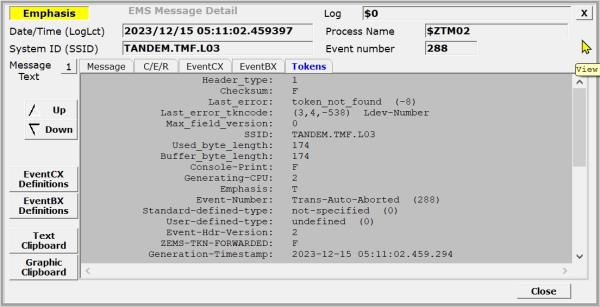 Emphasis EMS Message Detail Log $0 X
Date/Time (LogLct) 2023/12/15 05:11:02.459397 Process Name $ZTM02
System ID (SSID) TANDEM.TMF.L03 Event number 288
Message Text 1 Message C/E/R EventCX EventBX Tokens
View
Header_type: 1
Checksum: F
Last_error: token_not_found (-8)
Last_error_tkncode: (3,4,-538) Ldev-Number
Max_field_version: 0
SSID: TANDEM.TMF.L03
Used_byte_length: 174
Buffer_byte_length: 174
Console-Print: F
Generating-CPU: 2
Emphasis: T
Event-Number: Trans-Auto-Aborted (288)
Standard-defined-type: not-specified (0)
User-defined-type: undefined (0)
Event-Hdr-Version: 2
ZEMS-TKN-FORWARDED: F
Generation-Timestamp: 2023-12-15 05:11:02.459.294
Up
Down
EventCX
Definitions
EventBX
Definitions
Text
Clipboard
Graphic
Clipboard
Close